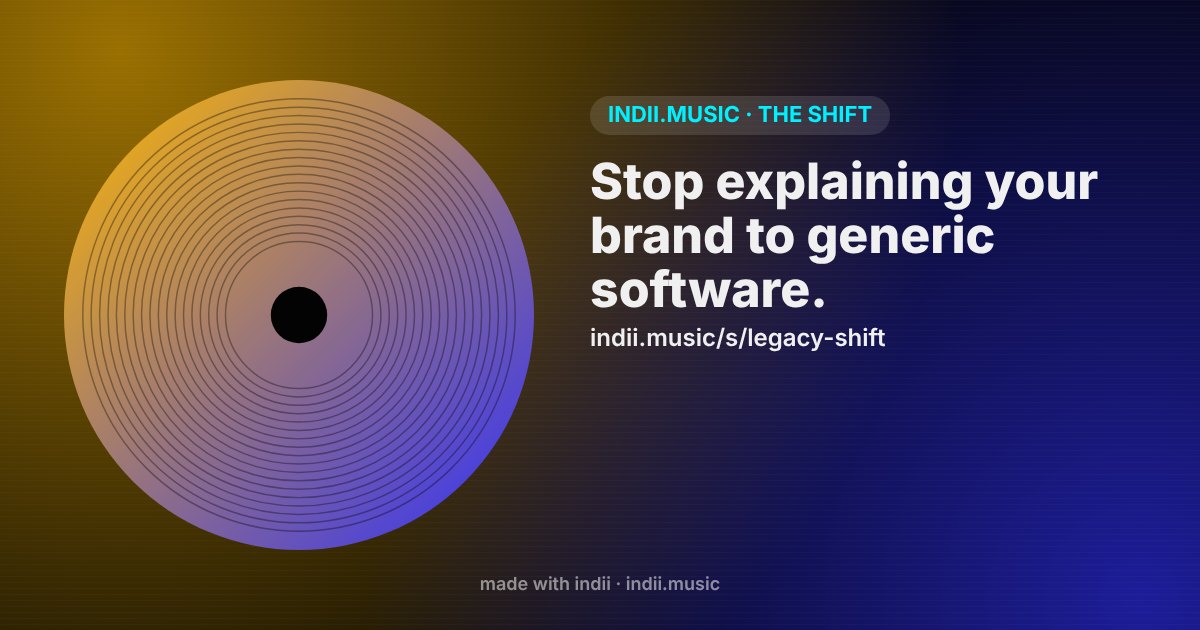 INDII.MUSIC · THE SHIFT
Stop explaining your
brand to generic
software.
indii.music/s/legacy-shift
made with indii · indii.music